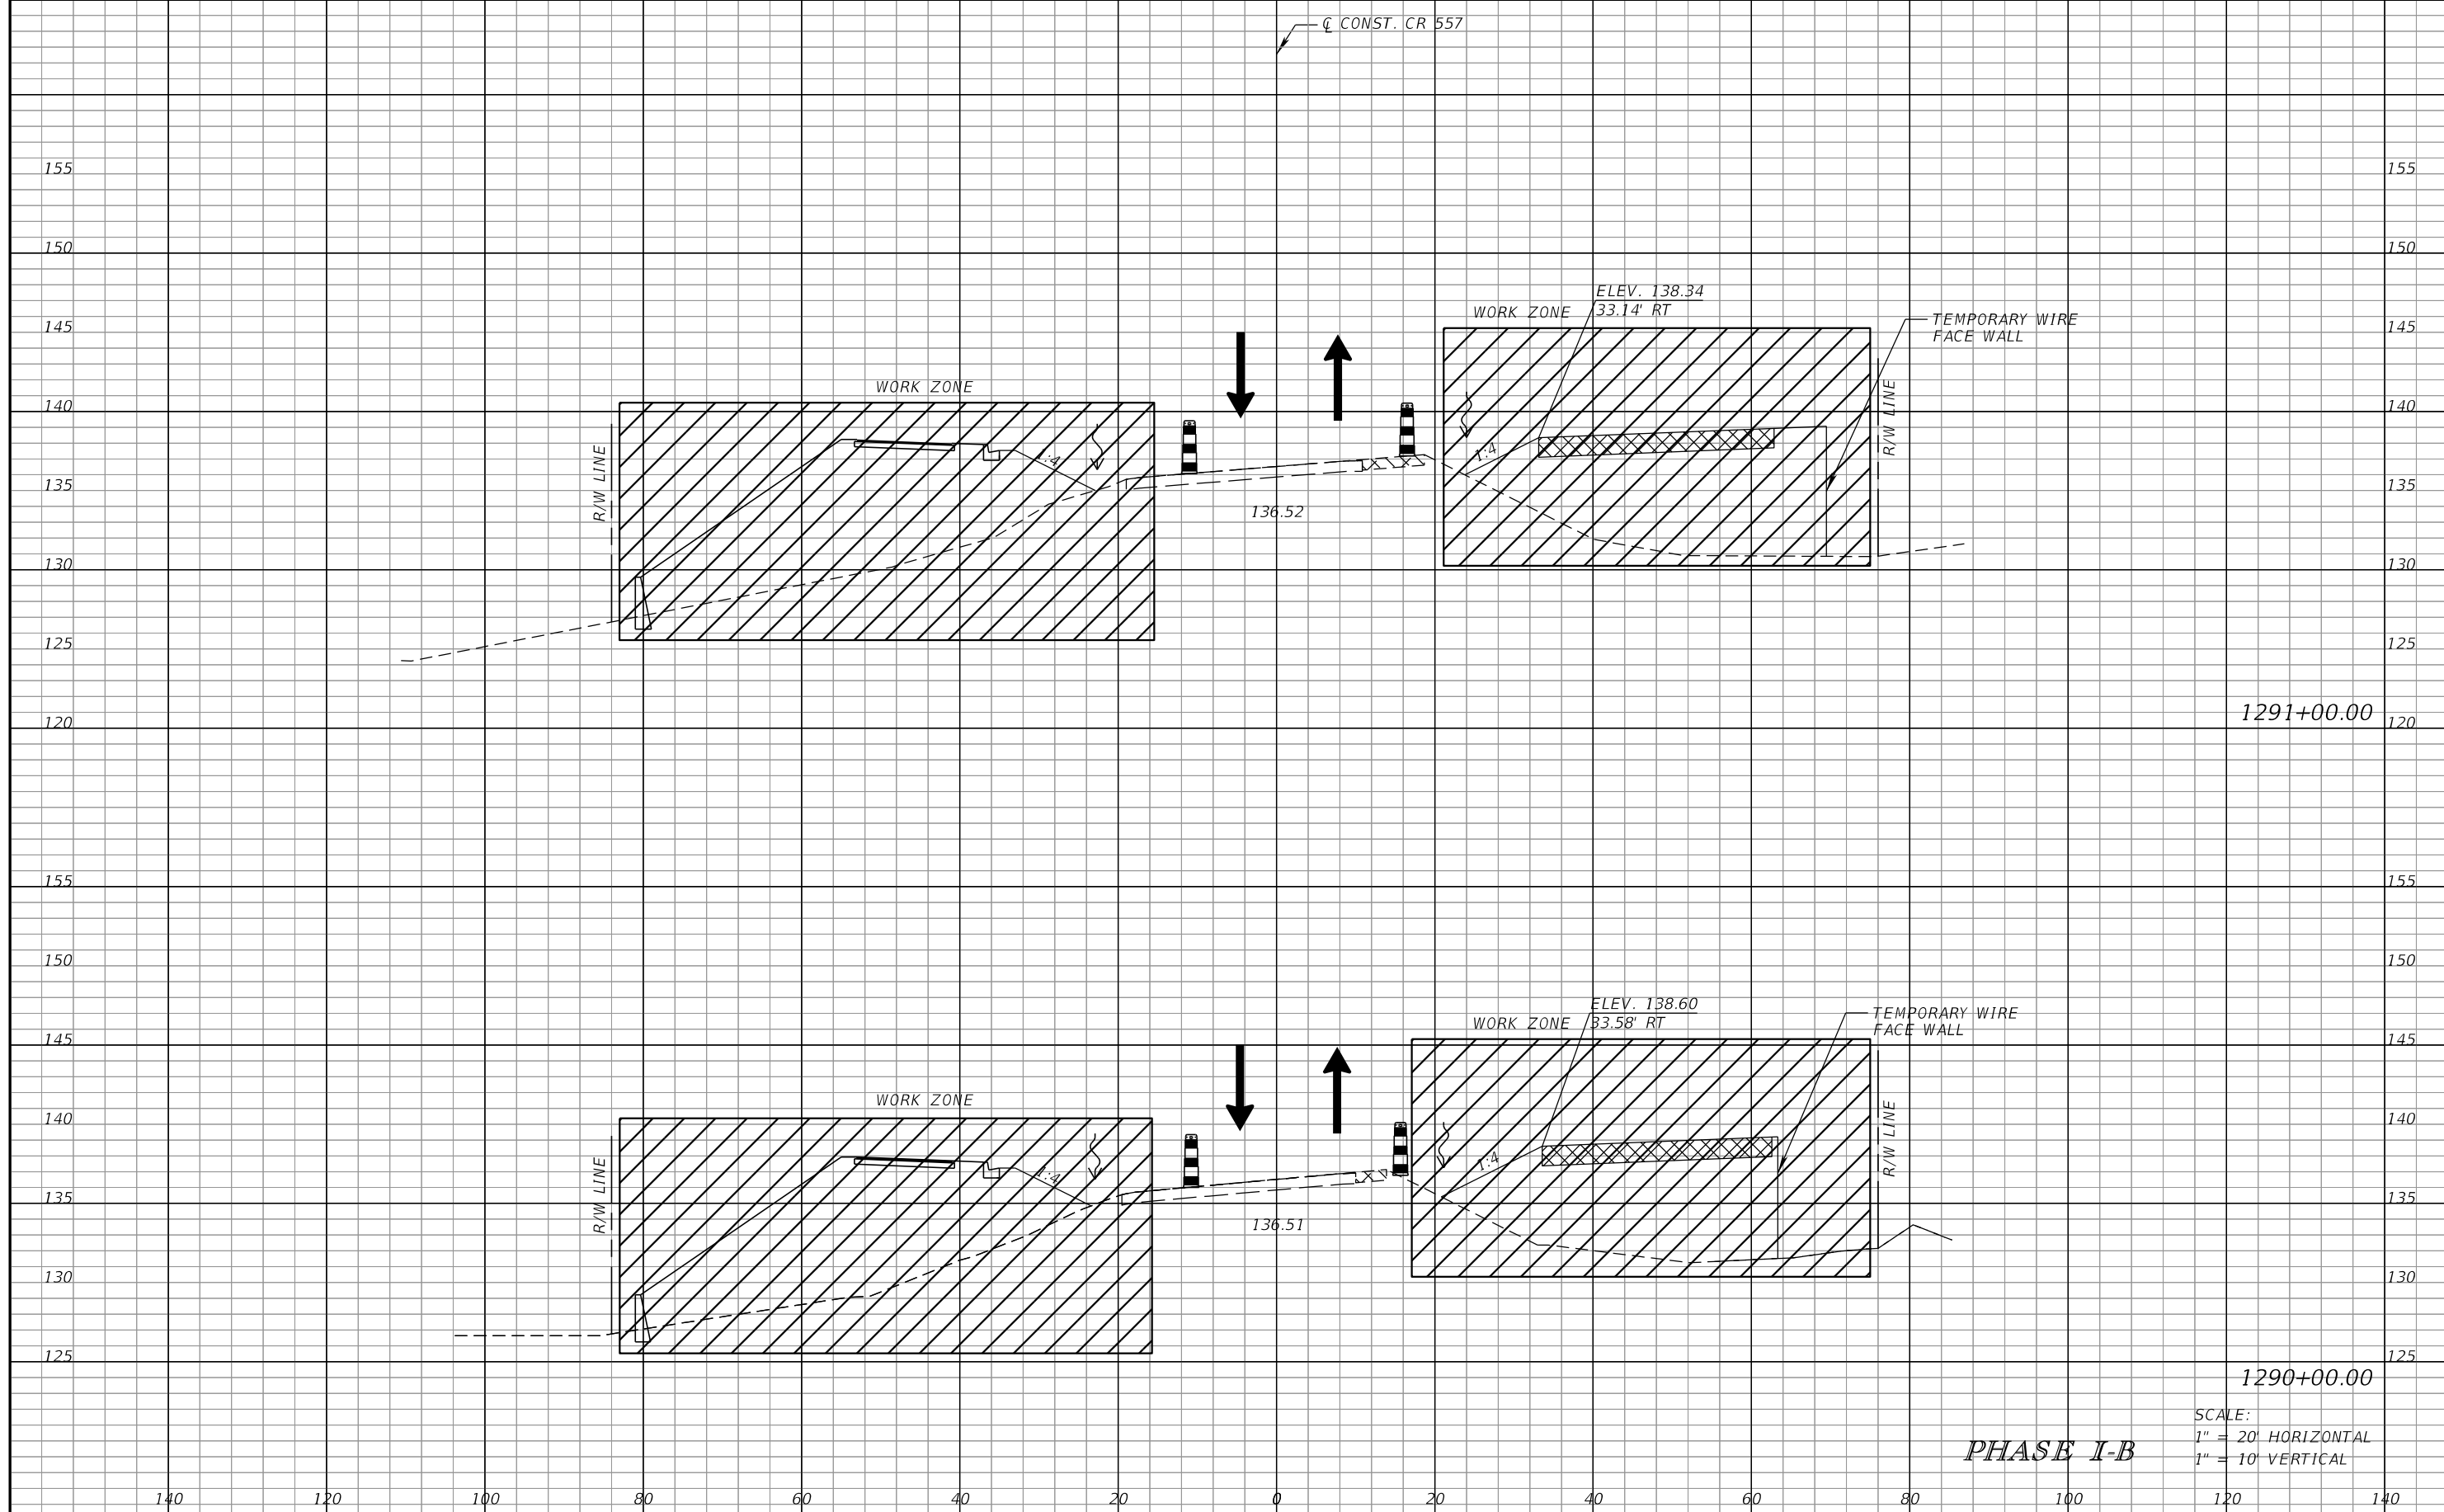 ℄ CONST. CR 557
155 155
150 150
ELEV. 138.34
33.14' RT
WORK ZONE
TEMPORARY WIRE
FACE WALL
145 145
WORK ZONE
140 140
R/W LINE
R/W LINE
1:4
1:4
135 135
136.52
130 130
125 125
1291+00.00
120 120
155 155
150 150
ELEV. 138.60
33.58' RT
WORK ZONE
TEMPORARY WIRE
FACE WALL
145 145
WORK ZONE
140 140
R/W LINE
R/W LINE
1:4
1:4
135 135
136.51
130 130
125 125
1290+00.00
SCALE:
1" = 20' HORIZONTAL
1" = 10' VERTICAL
PHASE I-B
140 120 100 80 60 40 20 0 20 40 60 80 100 120 140